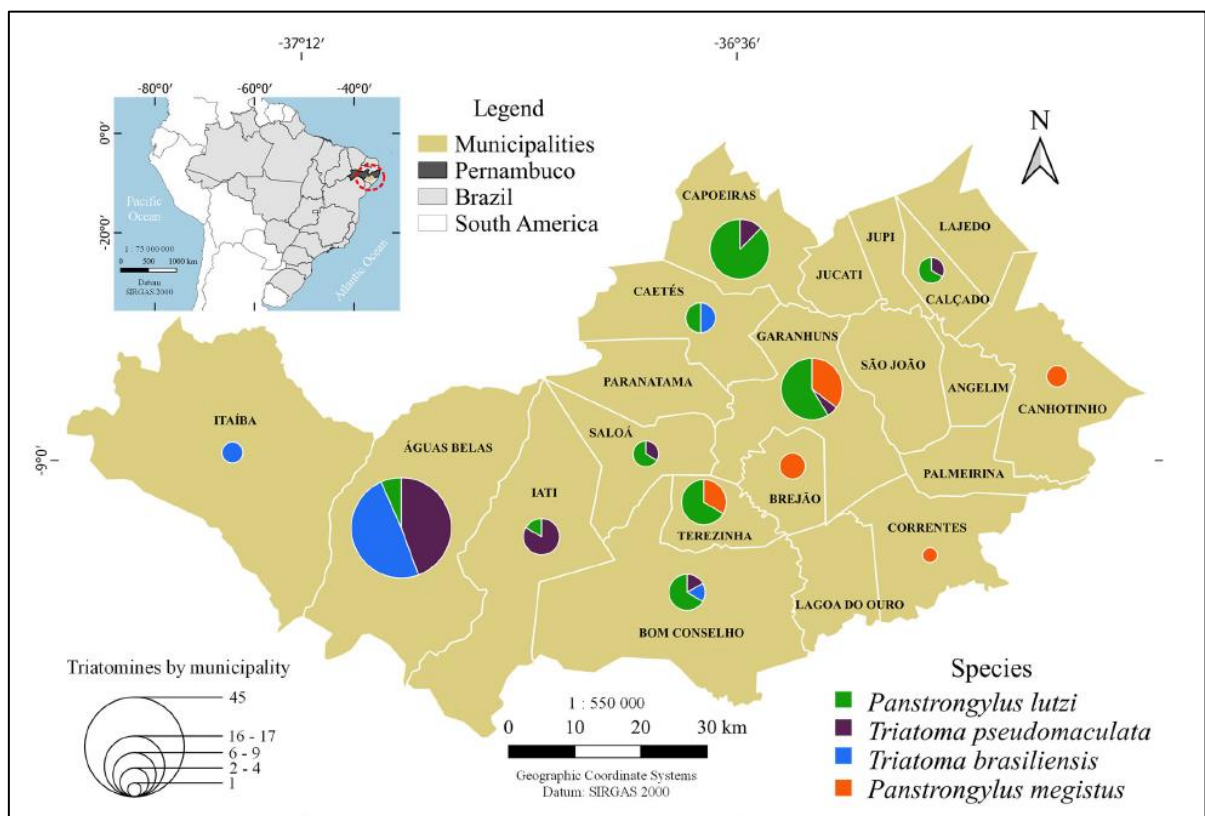 -37°12'
-36°36'
-80°0'
-60°0'
-40°0'
0°0'
-20°0'
Pacific
Ocean
Atlantic Ocean
1 : 75 000 000
0 500 1000 km
Datum
SIRGAS 2000
Legend
Municipalities
Pernambuco
Brazil
South America
N
CAPOEIRAS
JUPI
LAJEDO
JUCATI
CALÇADO
CAETÉS
GARANHUNS
SÃO JOÃO
PARANATAMA
ANGELIM
CANHOTINHO
ITAÍBA
ÁGUAS BELAS
SALOÁ
-9°0'
IATI
BREJÃO
PALMEIRINA
TEREZINHA
CORRENTES
LAGOA DO OURO
BOM CONSELHO
Triatomines by municipality
45
16 - 17
6 - 9
2 - 4
1
1 : 550 000
0 10 20 30 km
Geographic Coordinate Systems
Datum: SIRGAS 2000
Species
Panstrongylus lutzi
Triatoma pseudomaculata
Triatoma brasiliensis
Panstrongylus megistus